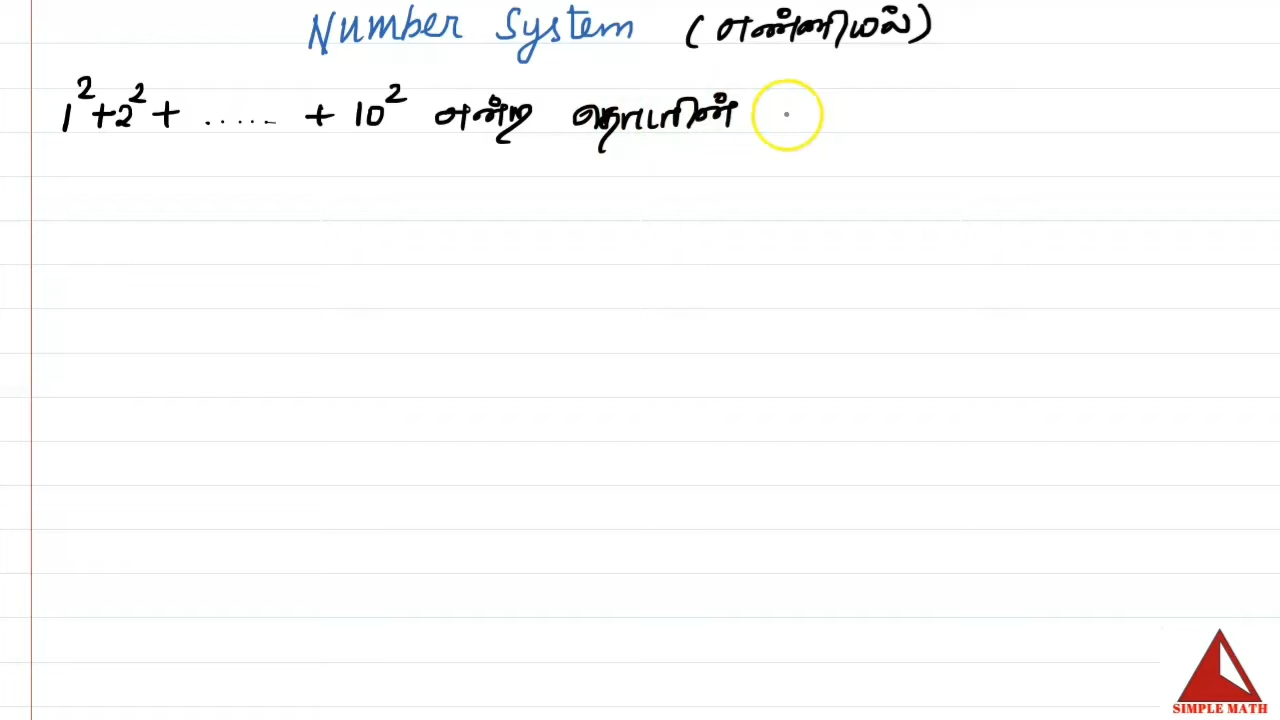 Number System (எண்ணியல்)
1²+2²+ ..... + 10² என்ற தொடரின்
SIMPLE MATH